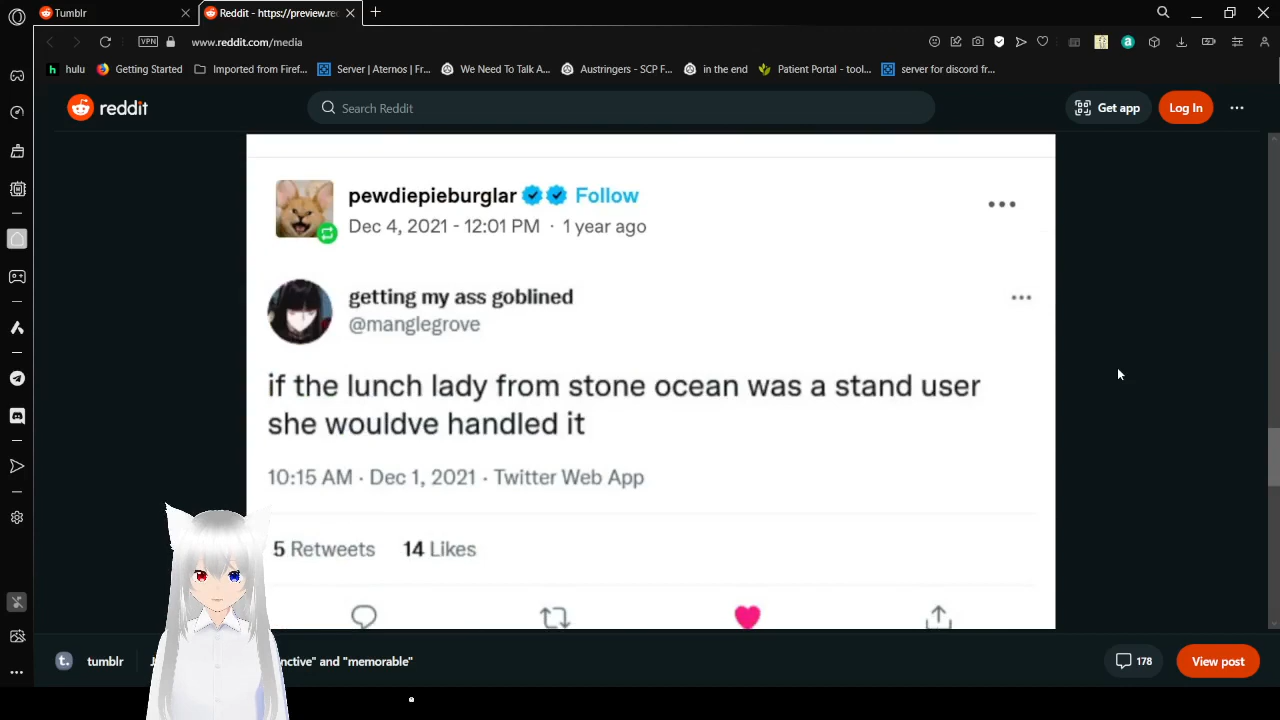 Tumblr
Reddit - https://preview.rec
VPN
www.reddit.com/media
hulu
Getting Started
Imported from Firef...
Server | Aternos | Fr...
We Need To Talk A...
Austringers - SCP F...
in the end
Patient Portal - tool...
server for discord fr...
reddit
Search Reddit
Get app
Log In
pewdiepieburglar Follow
Dec 4, 2021 - 12:01 PM · 1 year ago
getting my ass goblined
@manglegrove
if the lunch lady from stone ocean was a stand user
she wouldve handled it
10:15 AM · Dec 1, 2021 · Twitter Web App
5 Retweets 14 Likes
t. tumblr
and "memorable"
178
View post